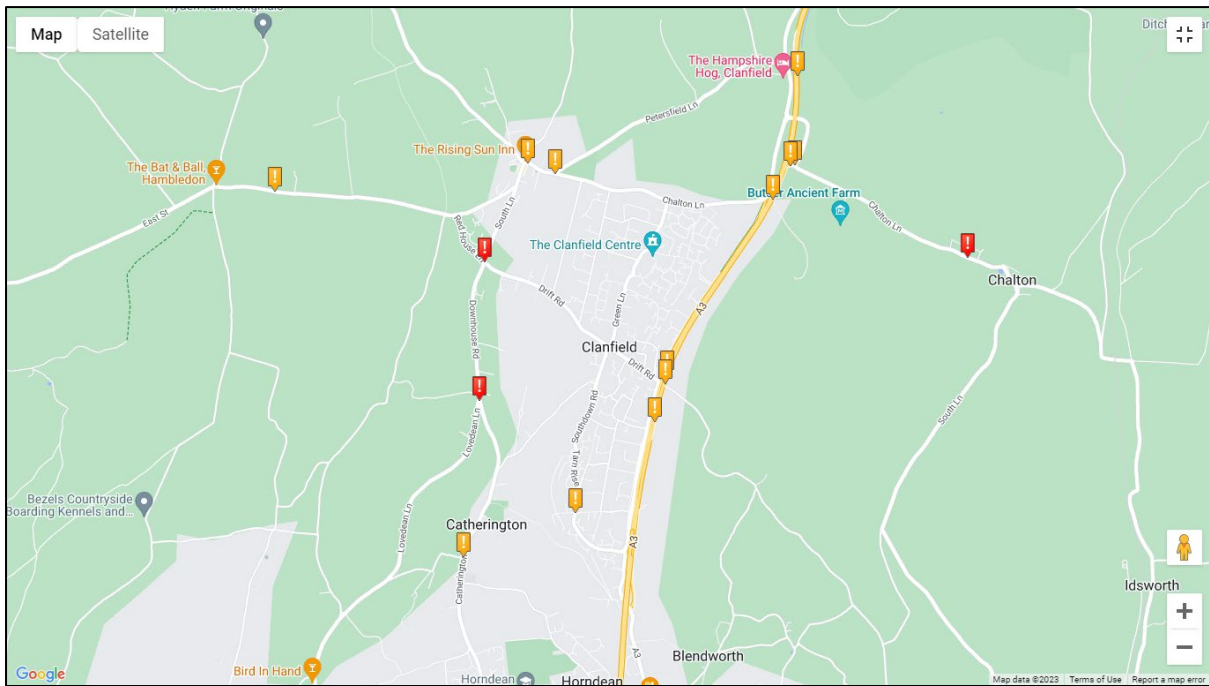 Map
Satellite
Hyden Farm Originals
Ditch
ar
The Hampshire
Hog, Clanfield
Petersfield Ln
The Rising Sun Inn
The Bat & Ball,
Hambledon
East St
Red House
South Ln
Chalton Ln
Butser Ancient Farm
Chalton Ln
The Clanfield Centre
Chalton
Drift Rd
Green Ln
A3
Downhouse Rd
Clanfield
Drift Rd
Lovedean Ln
Southdown Rd
South Ln
Tarn Rise
Bezels Countryside
Boarding Kennels and...
Catherington
Lovedean Ln
A3
Catherington
Idsworth
Bird In Hand
Blendworth
A3
Horndean
Horndean
Google
Map data ©2023
Terms of Use
Report a map error